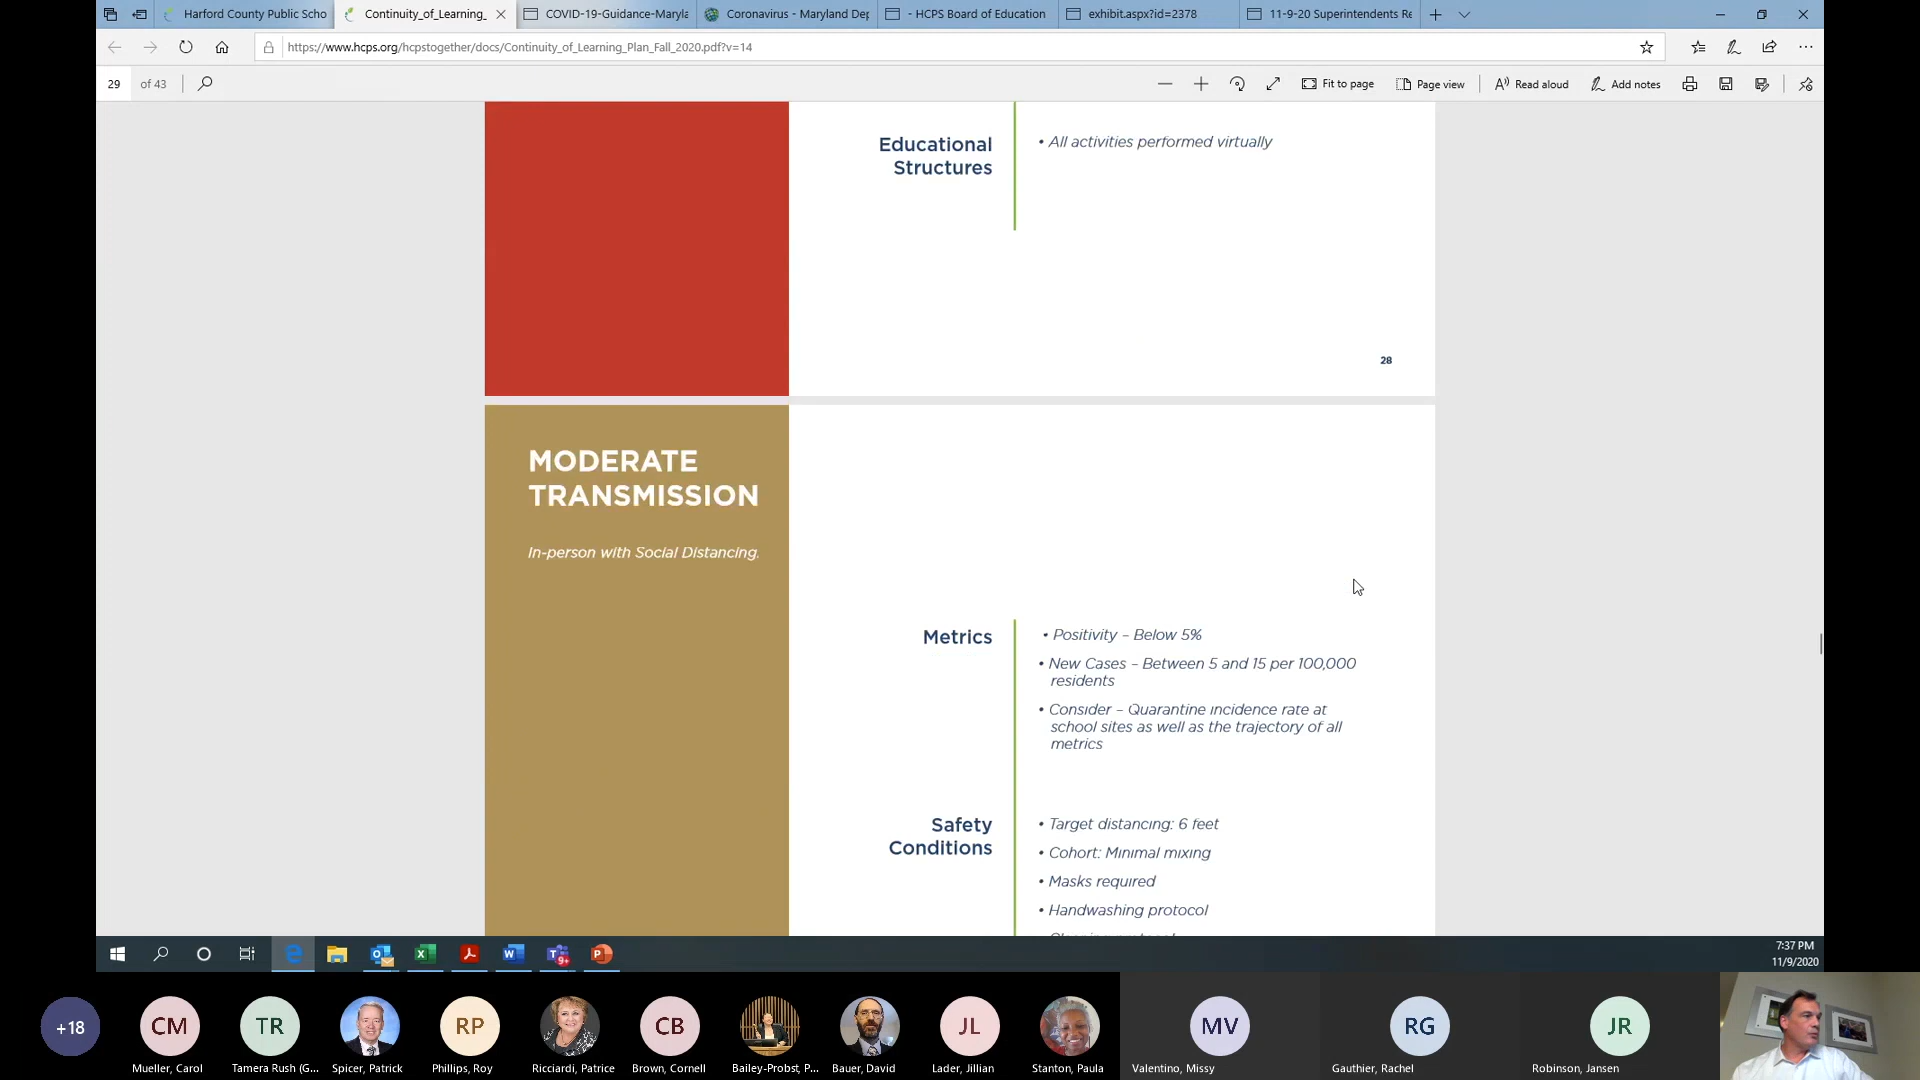 Harford County Public Scho
Continuity_of_Learning_
COVID-19-Guidance-Maryla
Coronavirus - Maryland Dep
- HCPS Board of Education
exhibit.aspx?id=2378
11-9-20 Superintendents Re
https://www.hcps.org/hcpstogether/docs/Continuity_of_Learning_Plan_Fall_2020.pdf?v=14
29 of 43
Fit to page
Page view
Read aloud
Add notes
Educational
Structures
• All activities performed virtually
28
MODERATE
TRANSMISSION
In-person with Social Distancing.
Metrics
• Positivity – Below 5%
• New Cases – Between 5 and 15 per 100,000
residents
• Consider – Quarantine incidence rate at
school sites as well as the trajectory of all
metrics
Safety
Conditions
• Target distancing: 6 feet
• Cohort: Minimal mixing
• Masks required
• Handwashing protocol
• Cleaning protocol
9+
7:37 PM
11/9/2020
+18
CM
TR
RP
CB
JL
MV
RG
JR
Mueller, Carol
Tamera Rush (G...
Spicer, Patrick
Phillips, Roy
Ricciardi, Patrice
Brown, Cornell
Bailey-Probst, P...
Bauer, David
Lader, Jillian
Stanton, Paula
Valentino, Missy
Gauthier, Rachel
Robinson, Jansen